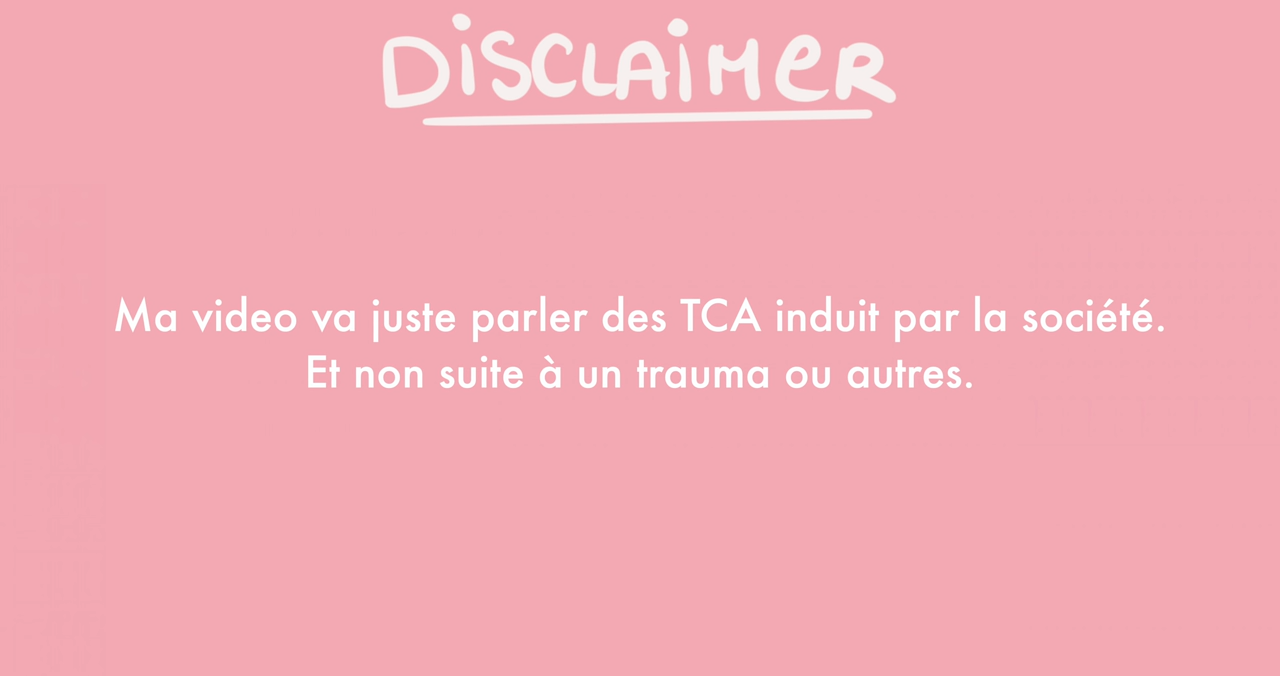 DiSCLAiMeR
Ma video va juste parler des TCA induit par la société.
Et non suite à un trauma ou autres.